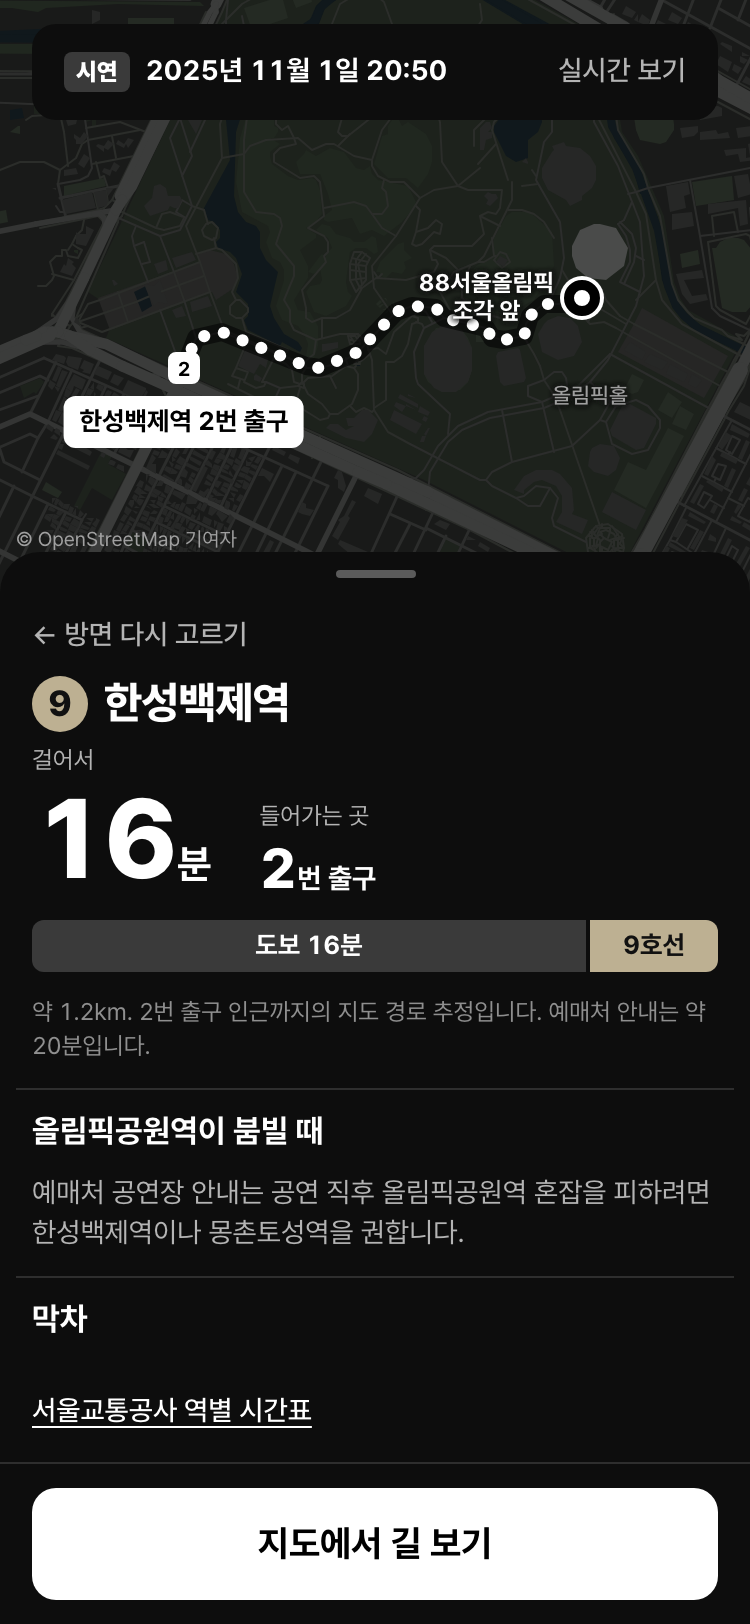 시연 2025년 11월 1일 20:50 실시간 보기
88서울올림픽
조각 앞
2
한성백제역 2번 출구
올림픽홀
© OpenStreetMap 기여자
← 방면 다시 고르기
9 한성백제역
걸어서
16분
들어가는 곳
2번 출구
도보 16분 9호선
약 1.2km. 2번 출구 인근까지의 지도 경로 추정입니다. 예매처 안내는 약
20분입니다.
올림픽공원역이 붐빌 때
예매처 공연장 안내는 공연 직후 올림픽공원역 혼잡을 피하려면
한성백제역이나 몽촌토성역을 권합니다.
막차
서울교통공사 역별 시간표
지도에서 길 보기